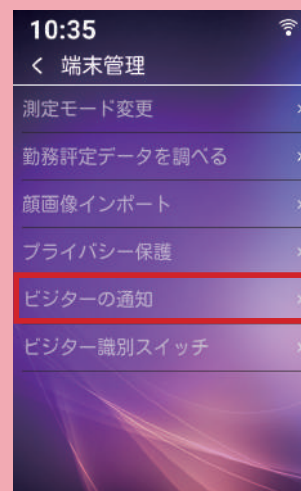 10:35
< 端末管理
測定モード変更
勤務評定データを調べる
顔画像インポート
プライバシー保護
ビジターの通知
ビジター識別スイッチ